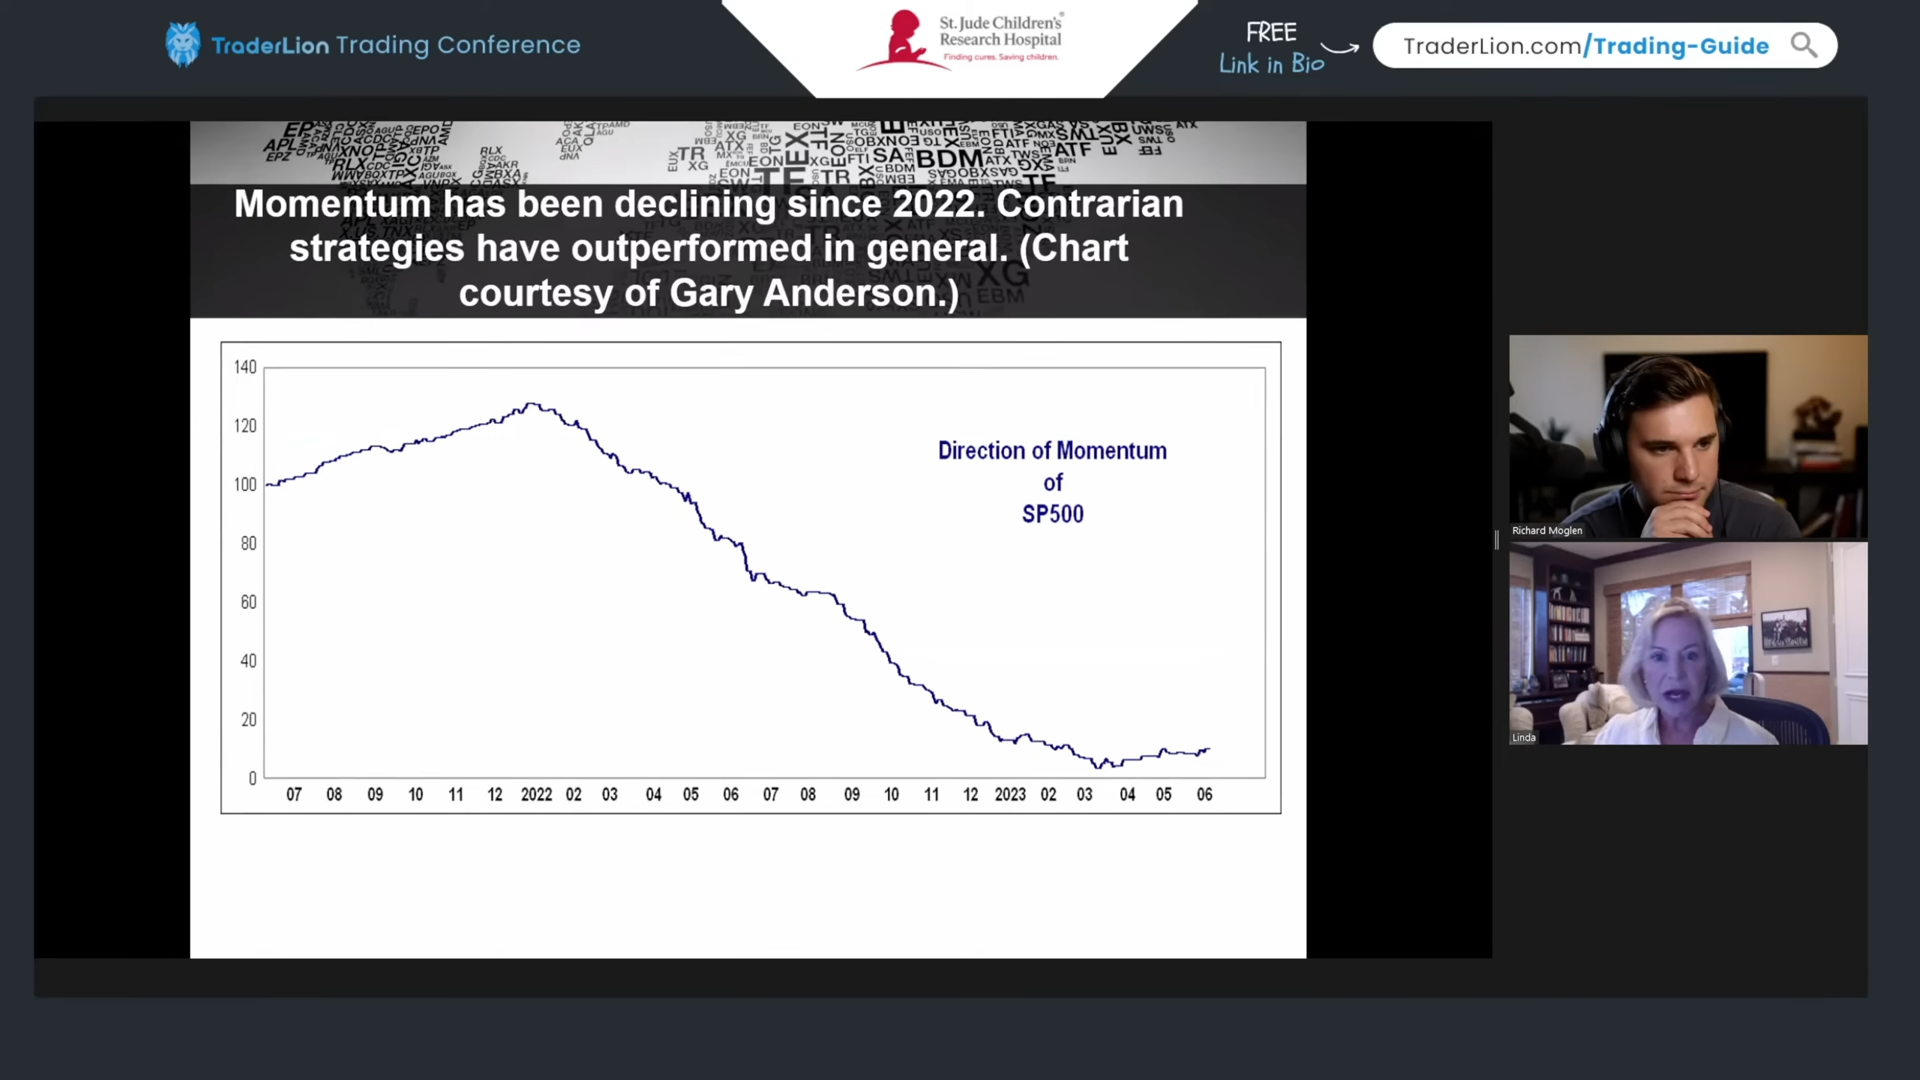 TraderLion Trading Conference
St. Jude Children's
Research Hospital
Finding cures. Saving children.
FREE
Link in Bio
TraderLion.com/Trading-Guide
Momentum has been declining since 2022. Contrarian
strategies have outperformed in general. (Chart
courtesy of Gary Anderson.)
140
120
100
80
60
40
20
0
Direction of Momentum
of
SP500
07 08 09 10 11 12 2022 02 03 04 05 06 07 08 09 10 11 12 2023 02 03 04 05 06
Richard Moglen
Linda